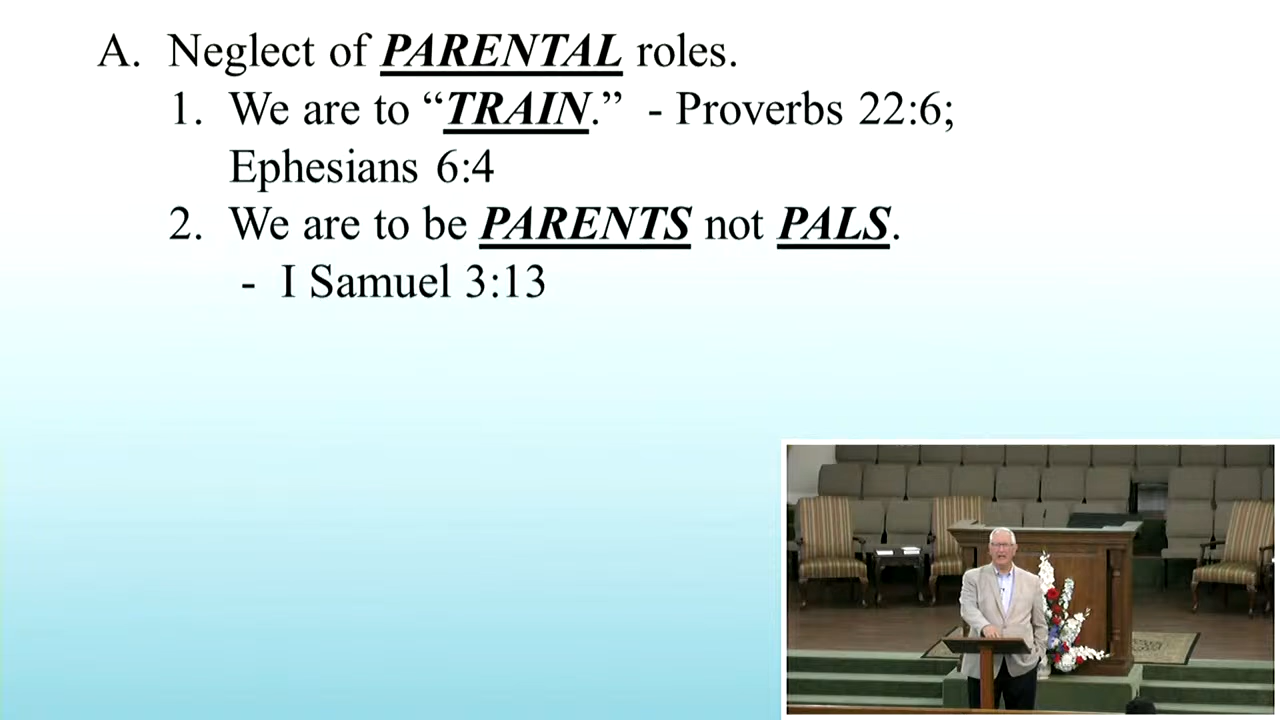 A. Neglect of PARENTAL roles.
1. We are to “TRAIN.” - Proverbs 22:6;
Ephesians 6:4
2. We are to be PARENTS not PALS.
- I Samuel 3:13